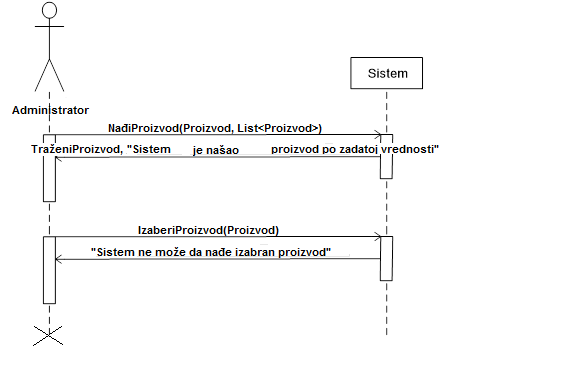 Sistem
Administrator
NađiProizvod(Proizvod, List<Proizvod>)
TraženiProizvod, "Sistem je našao proizvod po zadatoj vrednosti"
IzaberiProizvod(Proizvod)
"Sistem ne može da nađe izabran proizvod"